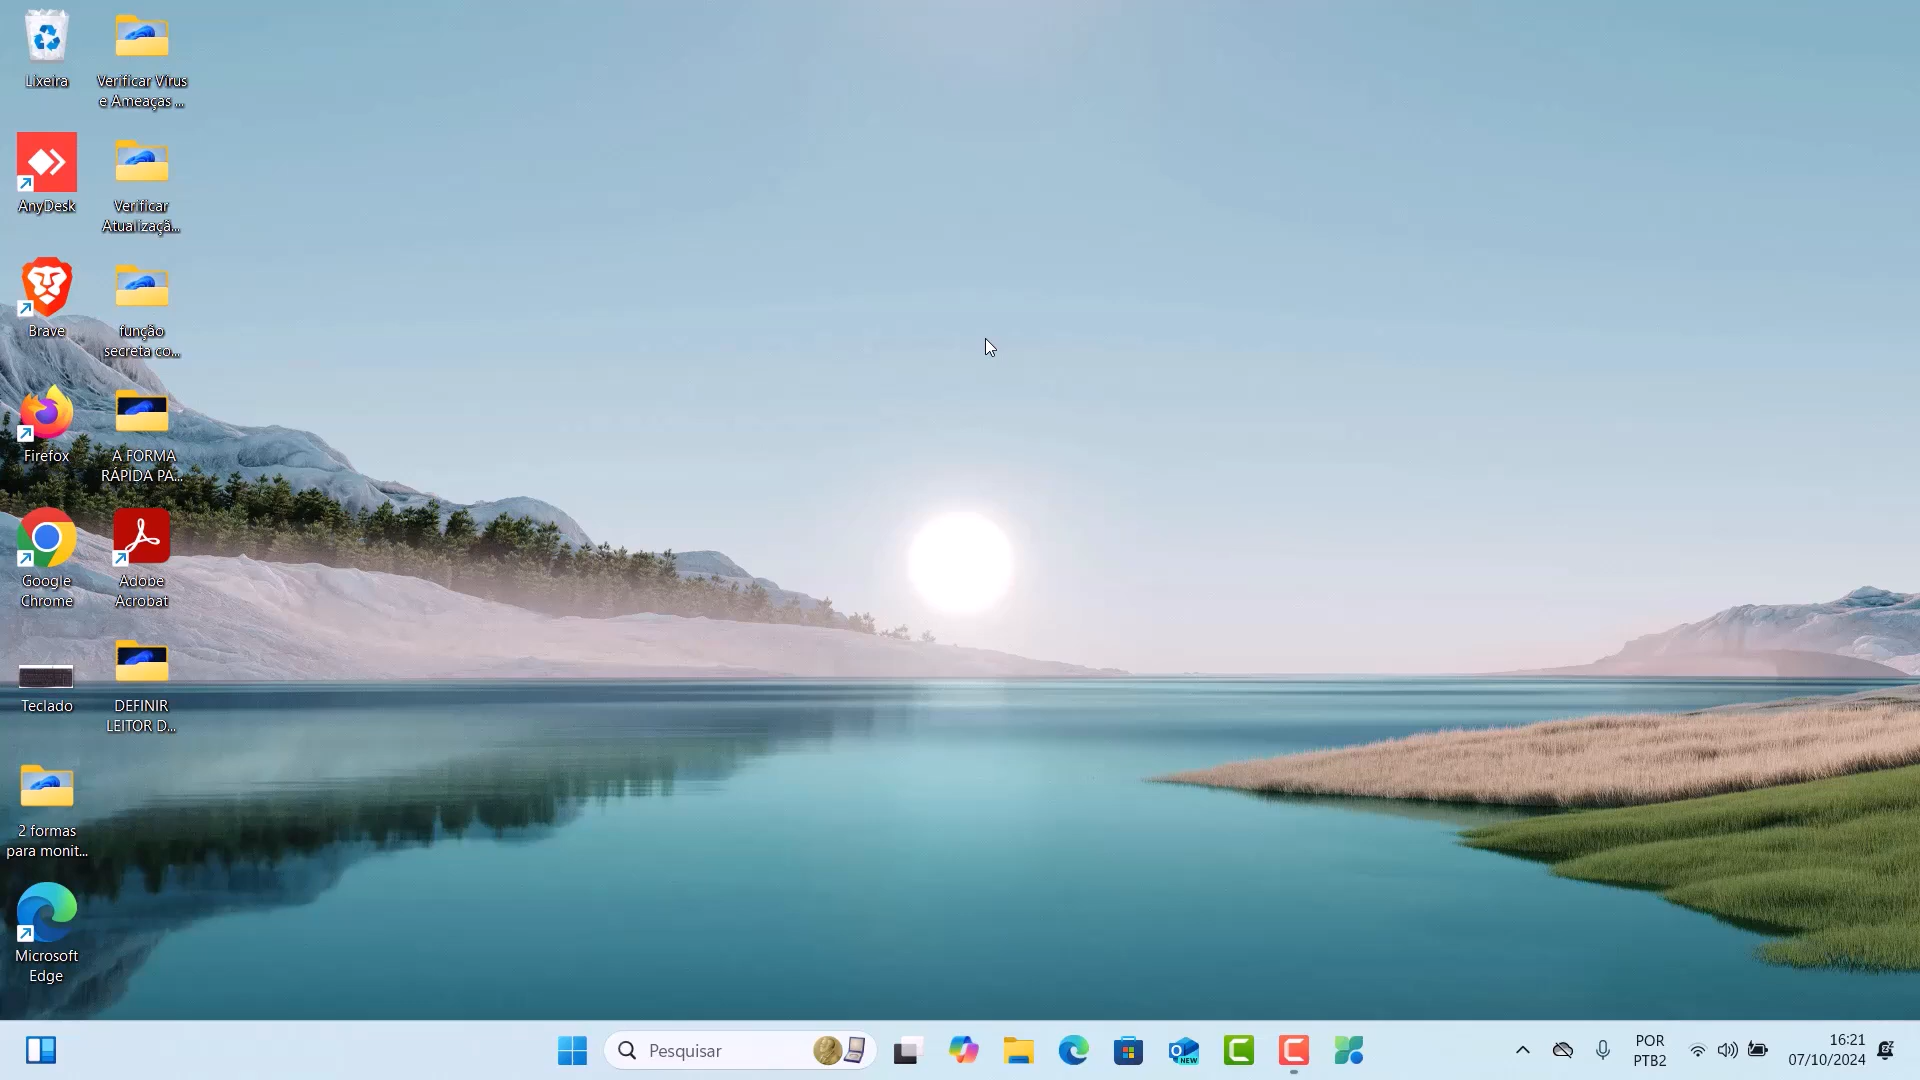 Lixeira
Verificar Vírus
e Ameaças ...
AnyDesk
Verificar
Atualizaçã...
Brave
função
secreta co...
Firefox
A FORMA
RÁPIDA PA...
Google
Chrome
Adobe
Acrobat
Teclado
DEFINIR
LEITOR D...
2 formas
para monit...
Microsoft
Edge
Pesquisar
NEW
POR
PTB2
16:21
07/10/2024